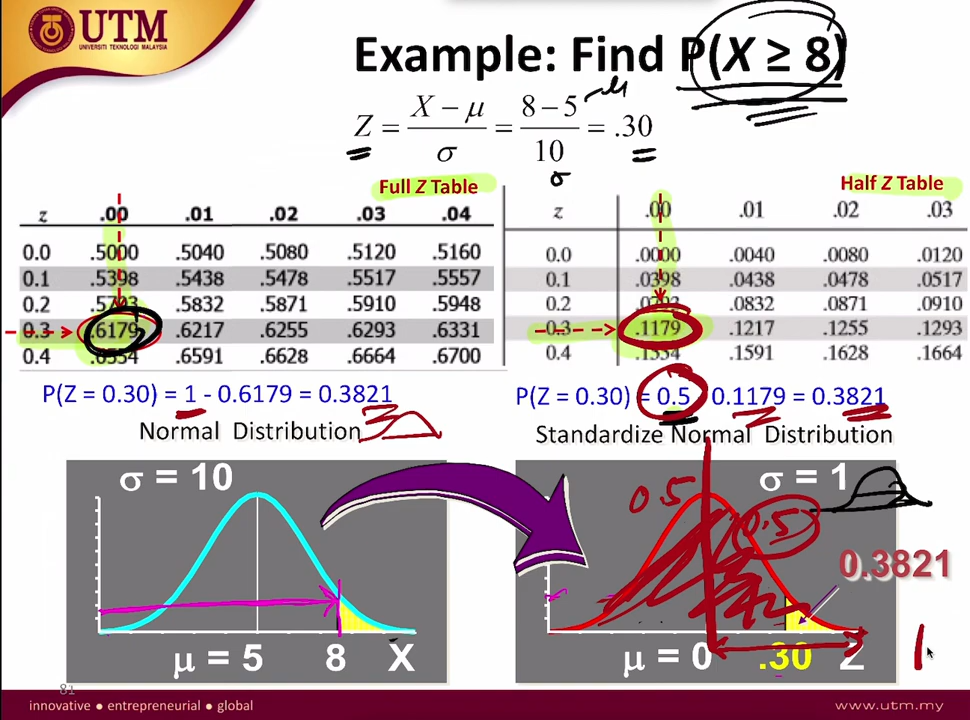 UTM
UNIVERSITI TEKNOLOGI MALAYSIA
Example: Find P(X ≥ 8)
Z = X − μ / σ = 8 − 5 / 10 = .30
μ
σ
Full Z Table
z .00 .01 .02 .03 .04
0.0 .5000 .5040 .5080 .5120 .5160
0.1 .5398 .5438 .5478 .5517 .5557
0.2 .5832 .5871 .5910 .5948
0.3 .6179 .6217 .6255 .6293 .6331
0.4 .6554 .6591 .6628 .6664 .6700
Half Z Table
z .00 .01 .02 .03
0.0 .0000 .0040 .0080 .0120
0.1 .0398 .0438 .0478 .0517
0.2 .0832 .0871 .0910
0.3 .1179 .1217 .1255 .1293
0.4 .1554 .1591 .1628 .1664
P(Z = 0.30) = 1 - 0.6179 = 0.3821
P(Z = 0.30) = 0.5 0.1179 = 0.3821
Normal Distribution
Standardize Normal Distribution
σ = 10
μ = 5 8 X
σ = 1
0.5
0.5
0.3821
μ = 0 .30 Z
81
innovative ● entrepreneurial ● global
www.utm.my